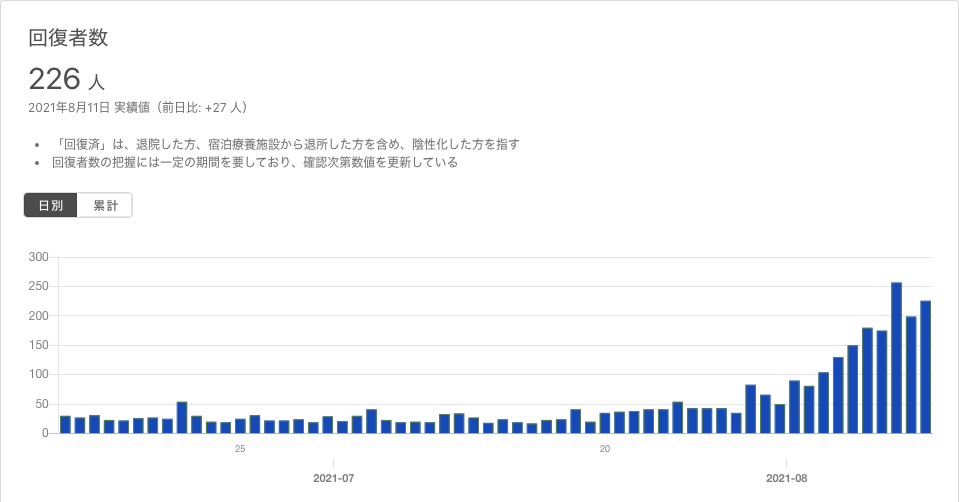 回復者数
226 人
2021年8月11日 実績値（前日比: +27 人）
• 「回復済」は、退院した方、宿泊療養施設から退所した方を含め、陰性化した方を指す
• 回復者数の把握には一定の期間を要しており、確認次第数値を更新している
日別 累計
300
250
200
150
100
50
0
25 20
2021-07 2021-08